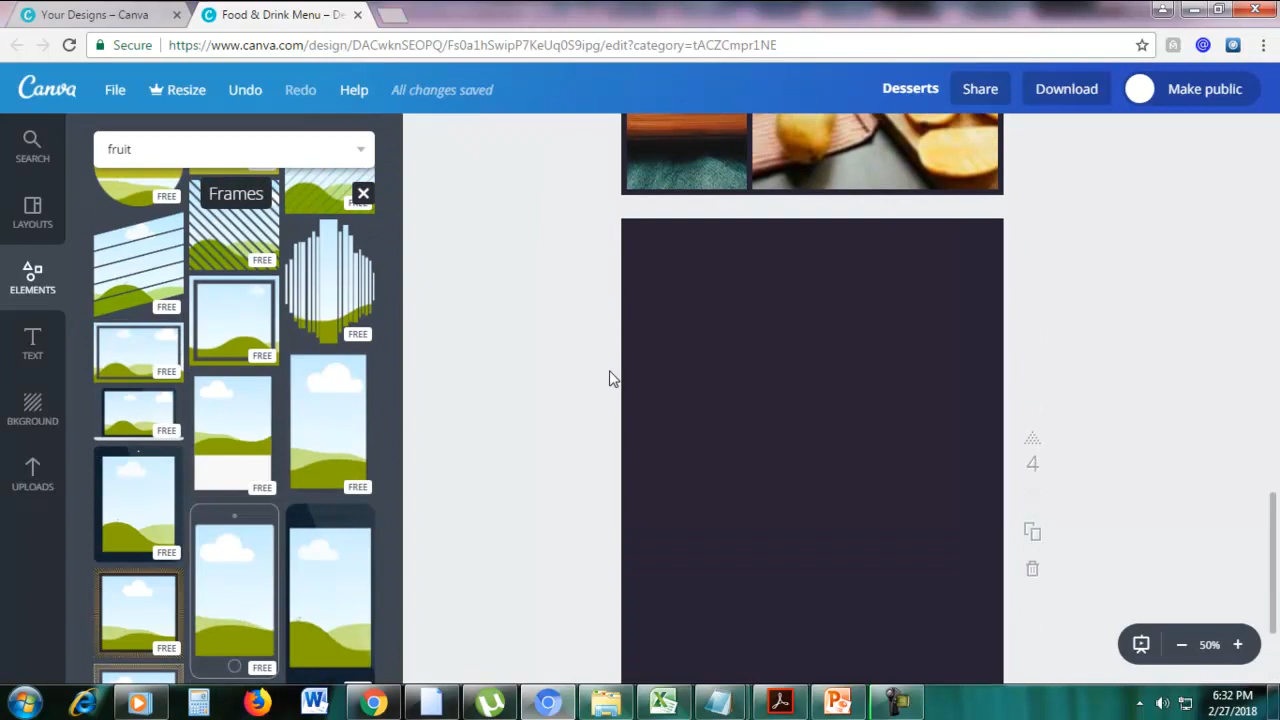 Your Designs – Canva
Food & Drink Menu – De
Secure
https://www.canva.com/design/DACwknSEOPQ/Fs0a1hSwipP7KeUq0S9ipg/edit?category=tACZCmpr1NE
Canva
File
Resize
Undo
Redo
Help
All changes saved
Desserts
Share
Download
Make public
SEARCH
LAYOUTS
ELEMENTS
TEXT
BKGROUND
UPLOADS
fruit
Frames
FREE
FREE
FREE
FREE
FREE
FREE
FREE
FREE
FREE
FREE
FREE
FREE
FREE
4
50%
6:32 PM
2/27/2018